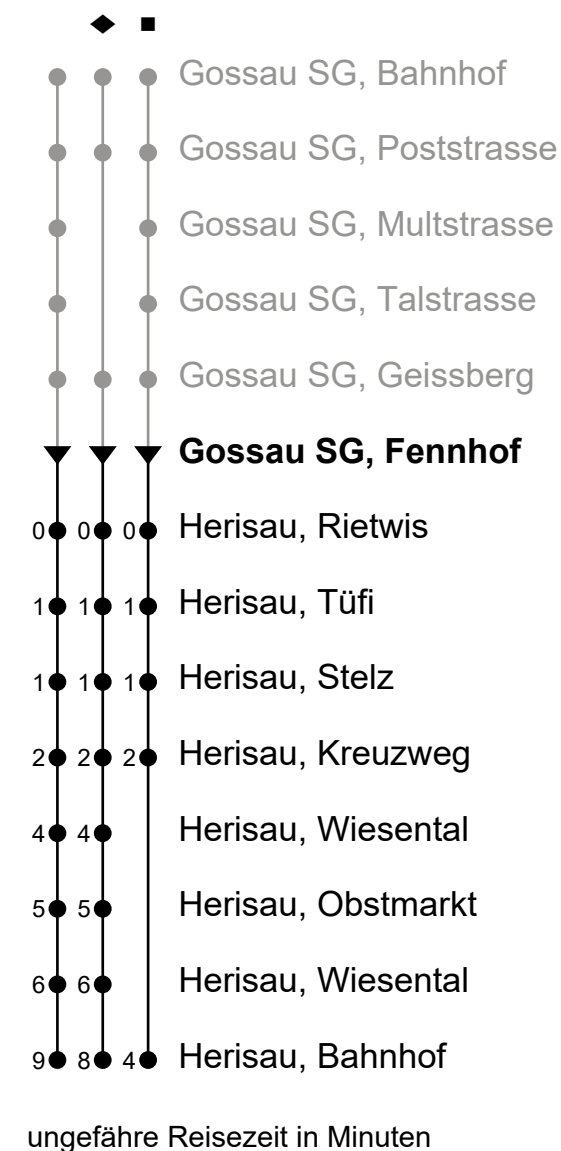 ◆ ■
Gossau SG, Bahnhof
Gossau SG, Poststrasse
Gossau SG, Multstrasse
Gossau SG, Talstrasse
Gossau SG, Geissberg
Gossau SG, Fennhof
0 0 0 Herisau, Rietwis
1 1 1 Herisau, Tüfi
1 1 1 Herisau, Stelz
2 2 2 Herisau, Kreuzweg
4 4 Herisau, Wiesental
5 5 Herisau, Obstmarkt
6 6 Herisau, Wiesental
9 8 4 Herisau, Bahnhof
ungefähre Reisezeit in Minuten